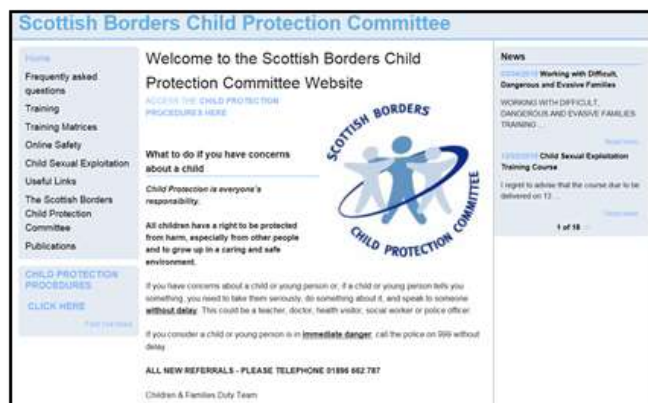 Scottish Borders Child Protection Committee
Home
Frequently asked
questions
Training
Training Matrices
Online Safety
Child Sexual Exploitation
Useful Links
The Scottish Borders
Child Protection
Committee
Publications
CHILD PROTECTION
PROCEDURES
CLICK HERE
Welcome to the Scottish Borders Child
Protection Committee Website
ACCESS THE CHILD PROTECTION
PROCEDURES HERE
SCOTTISH BORDERS
CHILD PROTECTION COMMITTEE
What to do if you have concerns
about a child
Child Protection is everyone's
responsibility.
All children have a right to be protected
from harm, especially from other people
and to grow up in a caring and safe
environment.
If you have concerns about a child or young person or, if a child or young person tells you
something, you need to take them seriously, do something about it, and speak to someone
without delay. This could be a teacher, doctor, health visitor, social worker or police officer.
If you consider a child or young person is in immediate danger, call the police on 999 without
delay.
ALL NEW REFERRALS - PLEASE TELEPHONE 01896 662 787
Children & Families Duty Team
News
Working with Difficult,
Dangerous and Evasive Families
WORKING WITH DIFFICULT,
DANGEROUS AND EVASIVE FAMILIES
TRAINING ...
Read more
Child Sexual Exploitation
Training Course
I regret to advise that the course due to be
delivered on 13 ...
Read more
1 of 18